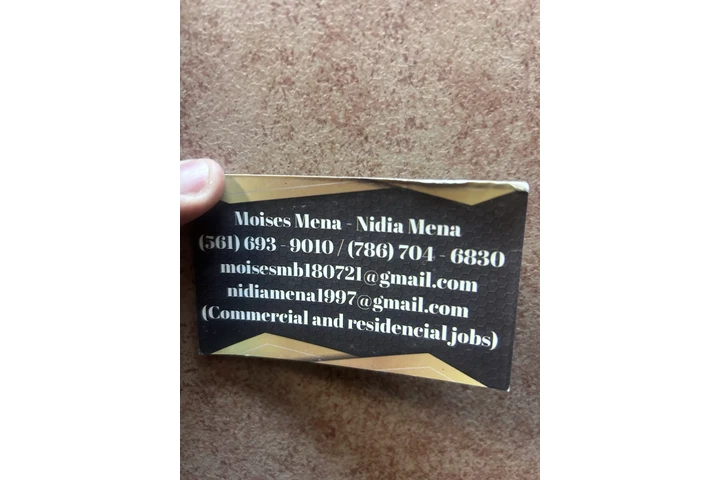 Moises Mena - Nidia Mena
(561) 693 - 9010 / (786) 704 - 6830
moisesmb180721@gmail.com
nidiamena1997@gmail.com
(Commercial and residencial jobs)